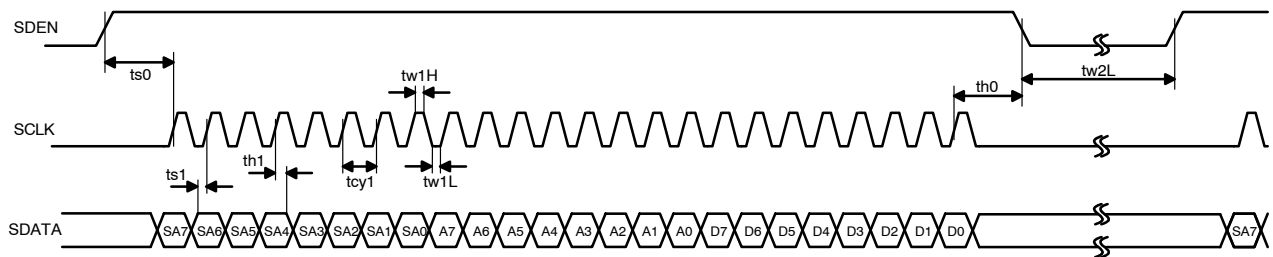 SDEN
ts0
tw2L
th0
tw1H
SCLK
ts1
th1
tcy1
tw1L
SDATA
SA7 SA6 SA5 SA4 SA3 SA2 SA1 SA0 A7 A6 A5 A4 A3 A2 A1 A0 D7 D6 D5 D4 D3 D2 D1 D0 SA7